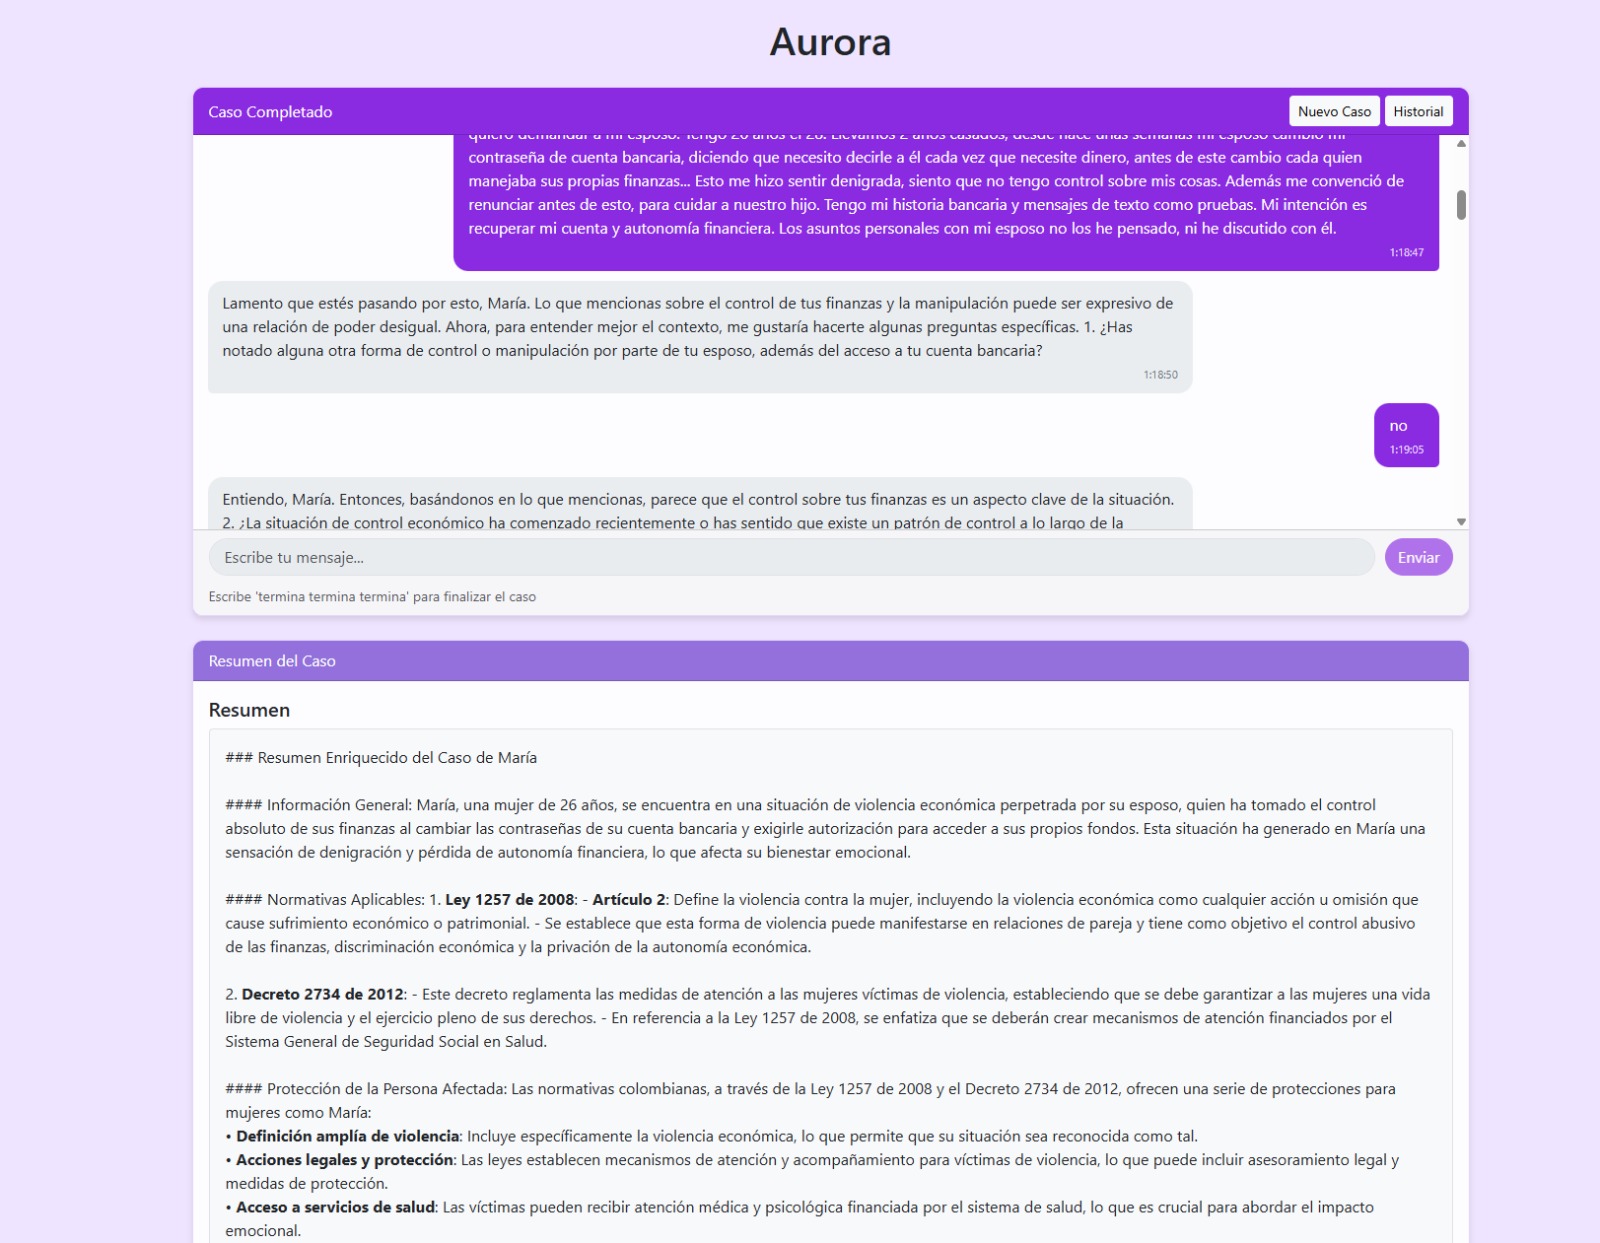 Aurora
Caso Completado
Nuevo Caso
Historial
quiero demandar a mi esposo. Tengo 26 años él 28. Llevamos 2 años casados, desde hace unas semanas mi esposo cambio mi
contraseña de cuenta bancaria, diciendo que necesito decirle a él cada vez que necesite dinero, antes de este cambio cada quien
manejaba sus propias finanzas... Esto me hizo sentir denigrada, siento que no tengo control sobre mis cosas. Además me convenció de
renunciar antes de esto, para cuidar a nuestro hijo. Tengo mi historia bancaria y mensajes de texto como pruebas. Mi intención es
recuperar mi cuenta y autonomía financiera. Los asuntos personales con mi esposo no los he pensado, ni he discutido con él.
1:18:47
Lamento que estés pasando por esto, María. Lo que mencionas sobre el control de tus finanzas y la manipulación puede ser expresivo de
una relación de poder desigual. Ahora, para entender mejor el contexto, me gustaría hacerte algunas preguntas específicas. 1. ¿Has
notado alguna otra forma de control o manipulación por parte de tu esposo, además del acceso a tu cuenta bancaria?
1:18:50
no
1:19:05
Entiendo, María. Entonces, basándonos en lo que mencionas, parece que el control sobre tus finanzas es un aspecto clave de la situación.
2. ¿La situación de control económico ha comenzado recientemente o has sentido que existe un patrón de control a lo largo de la
Escribe tu mensaje...
Enviar
Escribe 'termina termina termina' para finalizar el caso
Resumen del Caso
Resumen
### Resumen Enriquecido del Caso de María
#### Información General: María, una mujer de 26 años, se encuentra en una situación de violencia económica perpetrada por su esposo, quien ha tomado el control
absoluto de sus finanzas al cambiar las contraseñas de su cuenta bancaria y exigirle autorización para acceder a sus propios fondos. Esta situación ha generado en María una
sensación de denigración y pérdida de autonomía financiera, lo que afecta su bienestar emocional.
#### Normativas Aplicables: 1. Ley 1257 de 2008: - Artículo 2: Define la violencia contra la mujer, incluyendo la violencia económica como cualquier acción u omisión que
cause sufrimiento económico o patrimonial. - Se establece que esta forma de violencia puede manifestarse en relaciones de pareja y tiene como objetivo el control abusivo
de las finanzas, discriminación económica y la privación de la autonomía económica.
2. Decreto 2734 de 2012: - Este decreto reglamenta las medidas de atención a las mujeres víctimas de violencia, estableciendo que se debe garantizar a las mujeres una vida
libre de violencia y el ejercicio pleno de sus derechos. - En referencia a la Ley 1257 de 2008, se enfatiza que se deberán crear mecanismos de atención financiados por el
Sistema General de Seguridad Social en Salud.
#### Protección de la Persona Afectada: Las normativas colombianas, a través de la Ley 1257 de 2008 y el Decreto 2734 de 2012, ofrecen una serie de protecciones para
mujeres como María:
• Definición amplía de violencia: Incluye específicamente la violencia económica, lo que permite que su situación sea reconocida como tal.
• Acciones legales y protección: Las leyes establecen mecanismos de atención y acompañamiento para víctimas de violencia, lo que puede incluir asesoramiento legal y
medidas de protección.
• Acceso a servicios de salud: Las víctimas pueden recibir atención médica y psicológica financiada por el sistema de salud, lo que es crucial para abordar el impacto
emocional.